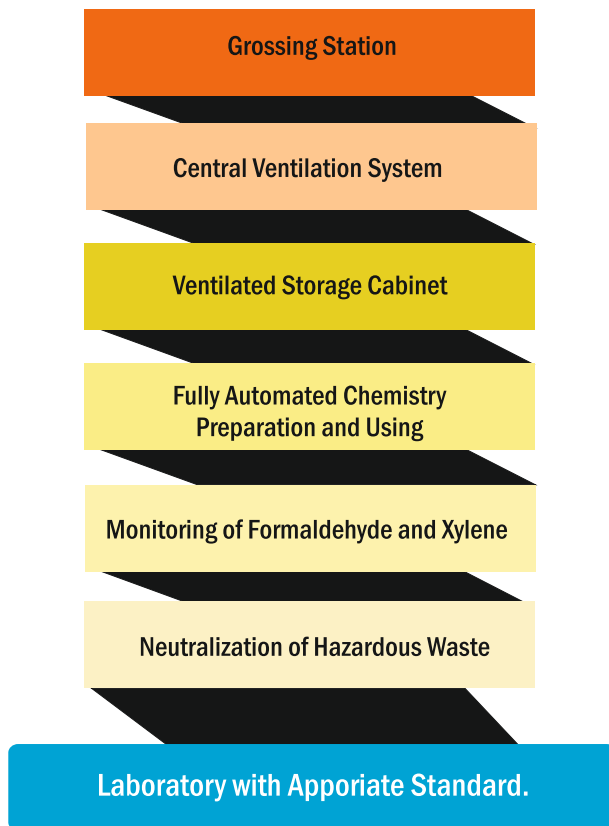 Grossing Station
Central Ventilation System
Ventilated Storage Cabinet
Fully Automated Chemistry
Preparation and Using
Monitoring of Formaldehyde and Xylene
Neutralization of Hazardous Waste
Laboratory with Apporiate Standard.